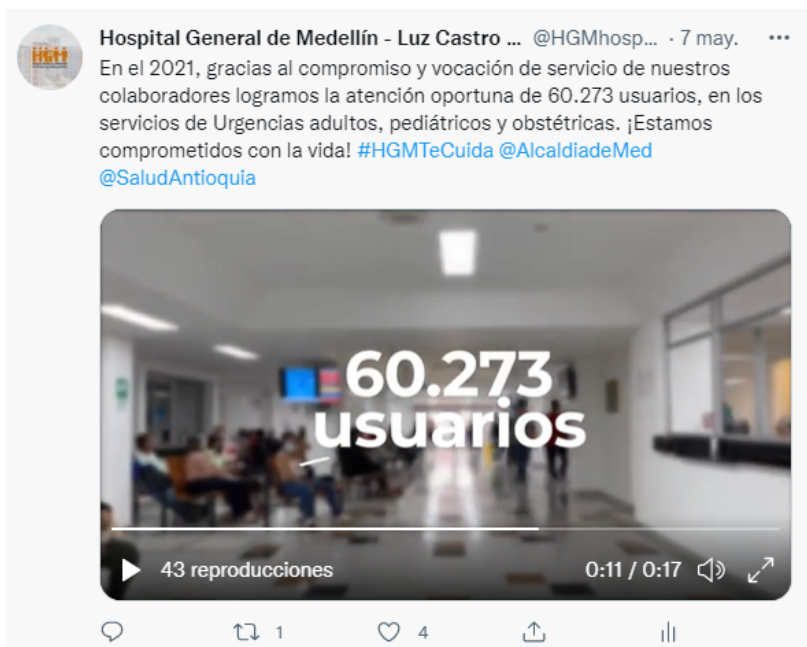 Hospital General de Medellín - Luz Castro ... @HGMhosp... · 7 may.
En el 2021, gracias al compromiso y vocación de servicio de nuestros
colaboradores logramos la atención oportuna de 60.273 usuarios, en los
servicios de Urgencias adultos, pediátricos y obstétricas. ¡Estamos
comprometidos con la vida! #HGMTeCuida @AlcaldiadeMed
@SaludAntioquia
60.273
usuarios
43 reproducciones 0:11 / 0:17
1 4